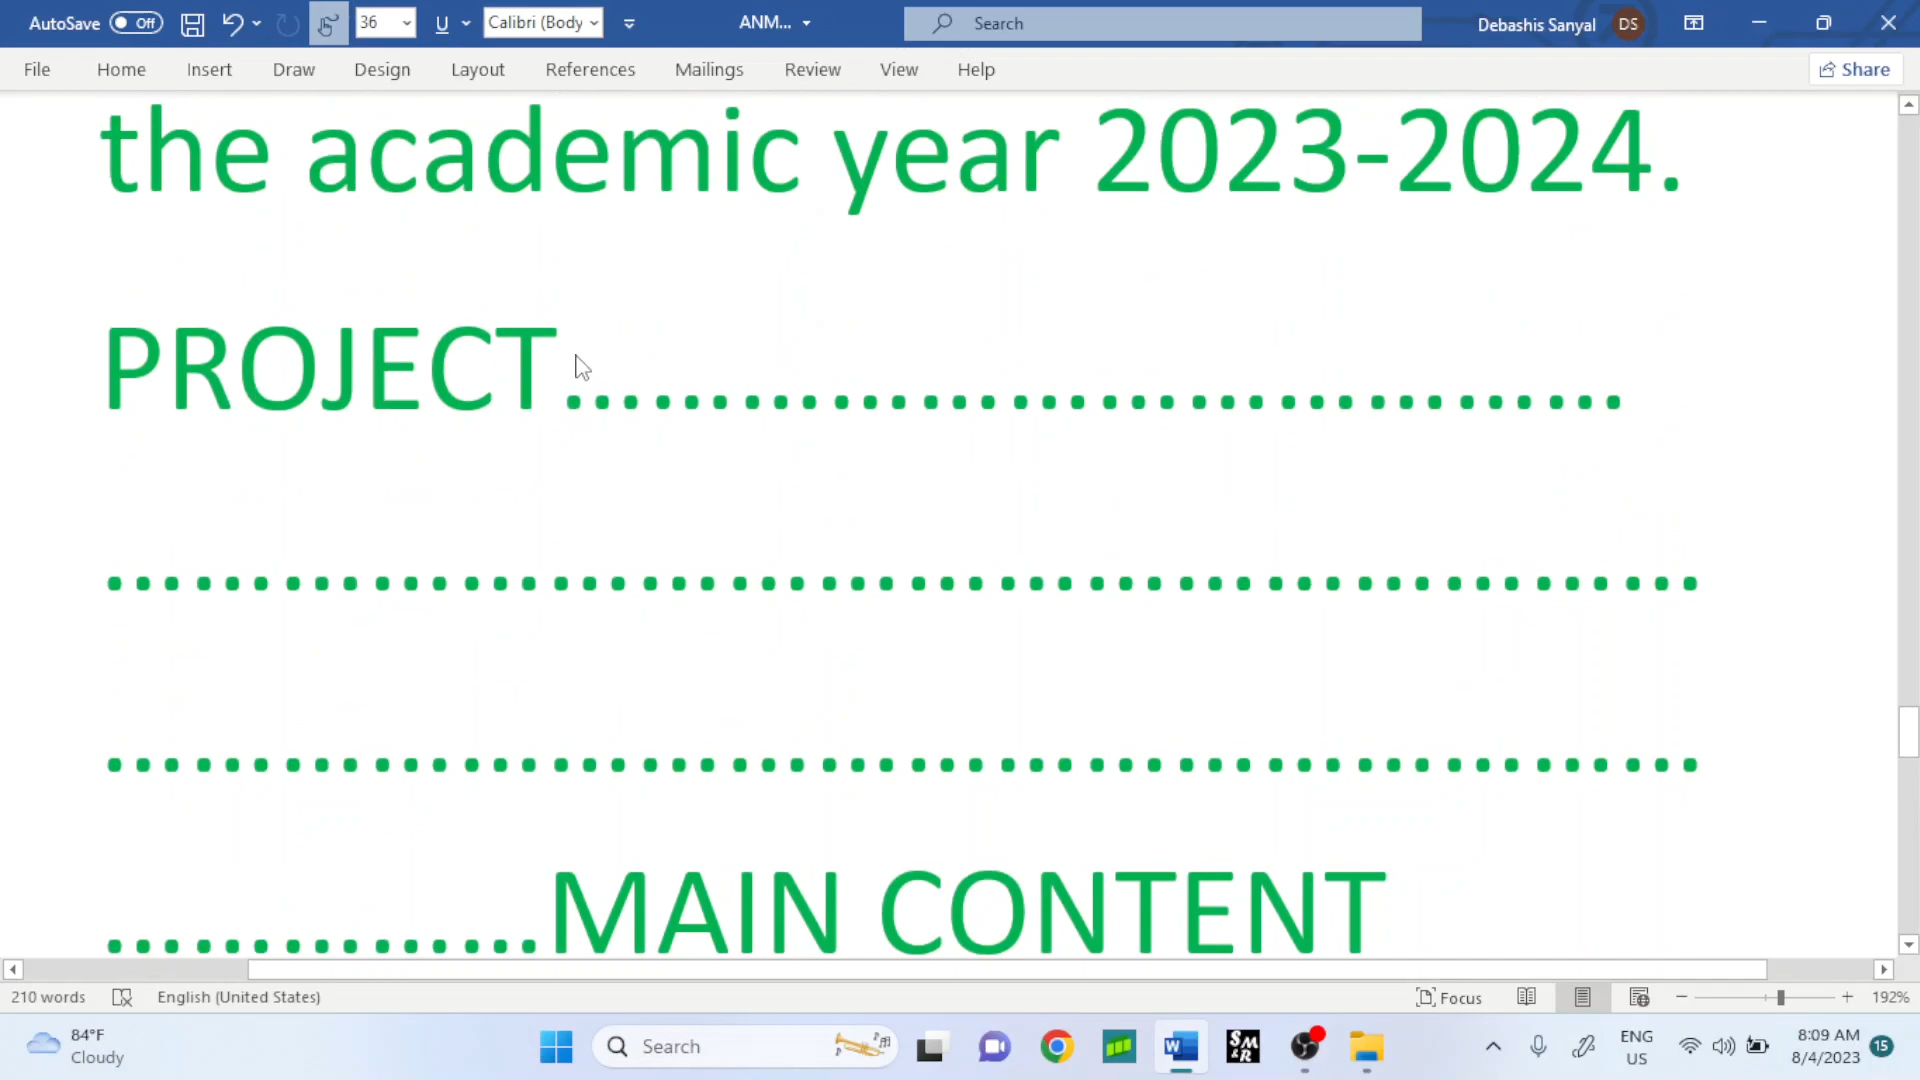 AutoSave Off 36 U Calibri (Body ANM... Search Debashis Sanyal DS
File Home Insert Draw Design Layout References Mailings Review View Help Share
the academic year 2023-2024.
PROJECT....................................
......................................................
......................................................
...............MAIN CONTENT
210 words English (United States) Focus 192%
84°F
Cloudy
Search
W
SM
&R
ENG
US
8:09 AM
8/4/2023
15